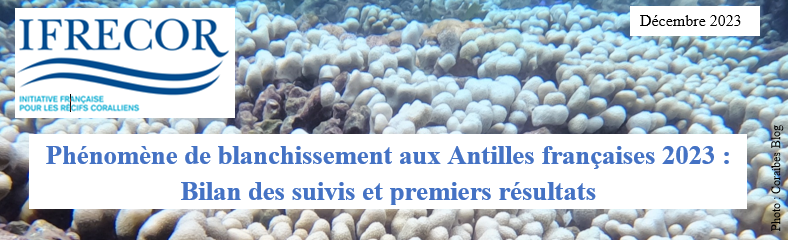 IFRECOR
INITIATIVE FRANÇAISE
POUR LES RÉCIFS CORALLIENS
Décembre 2023
Phénomène de blanchissement aux Antilles françaises 2023 :
Bilan des suivis et premiers résultats
Photo : Coraibes Blog